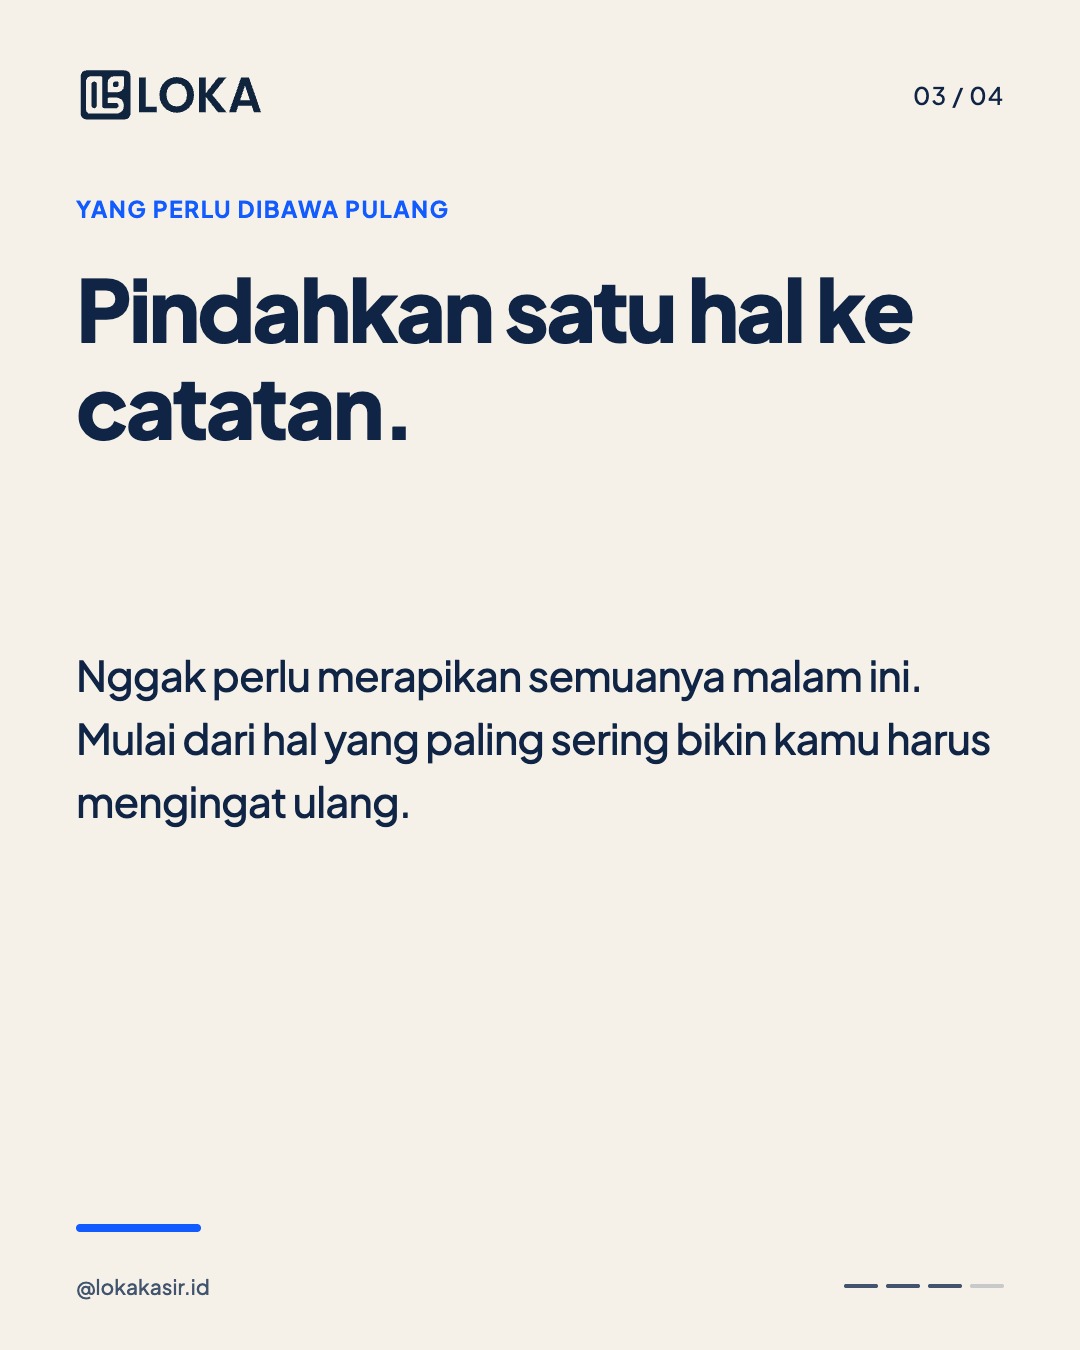 LOKA
03 / 04
YANG PERLU DIBAWA PULANG
Pindahkan satu hal ke
catatan.
Nggak perlu merapikan semuanya malam ini.
Mulai dari hal yang paling sering bikin kamu harus
mengingat ulang.
@lokakasir.id